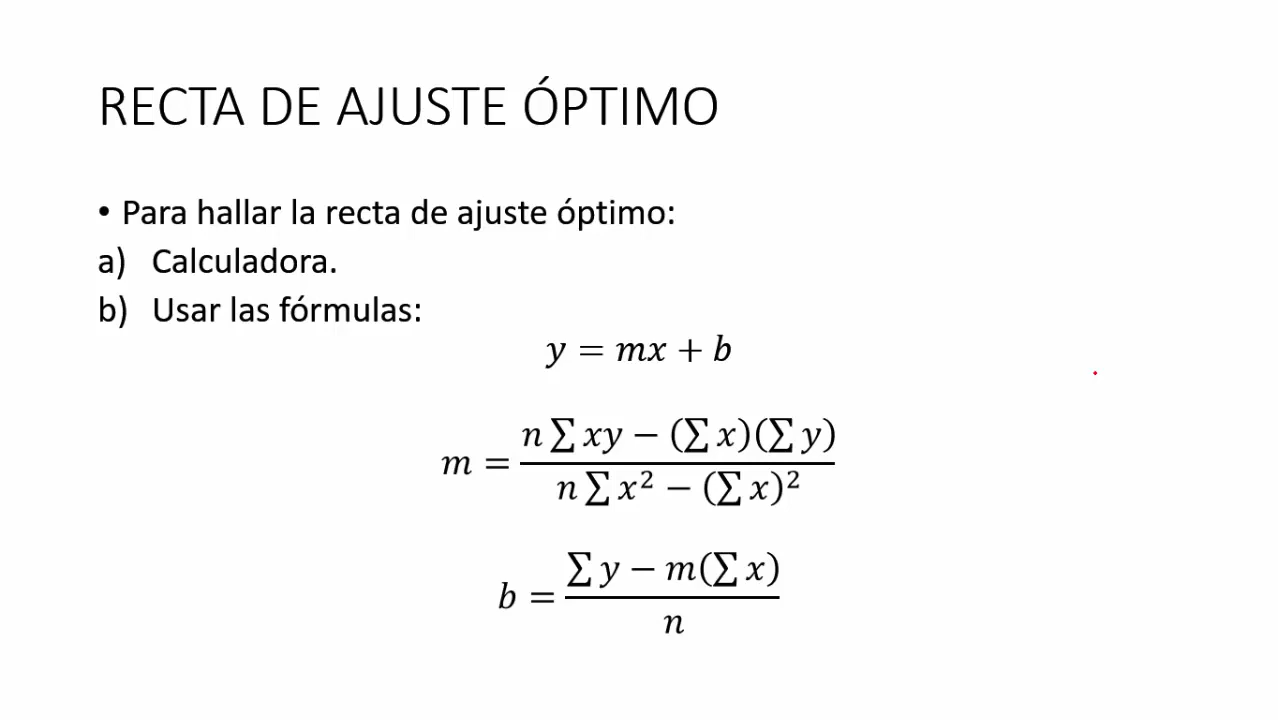 RECTA DE AJUSTE ÓPTIMO
• Para hallar la recta de ajuste óptimo:
a) Calculadora.
b) Usar las fórmulas:
y = mx + b
m = (n ∑ xy − (∑ x)(∑ y)) / (n ∑ x² − (∑ x)²)
b = (∑ y − m(∑ x)) / n